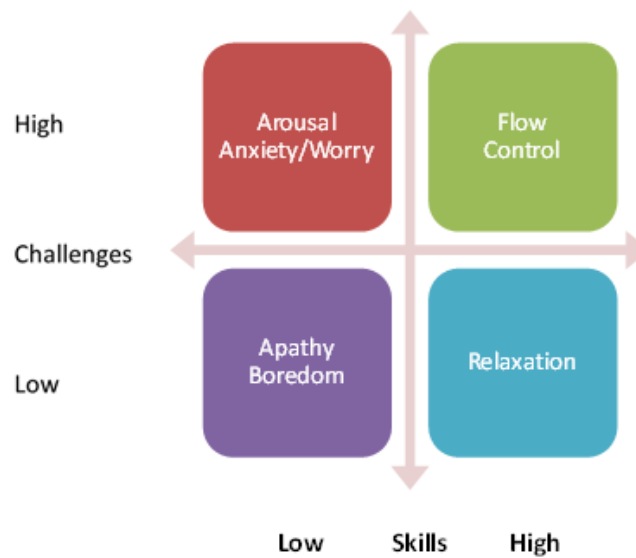 High
Arousal
Anxiety/Worry
Flow
Control
Challenges
Low
Apathy
Boredom
Relaxation
Low Skills High